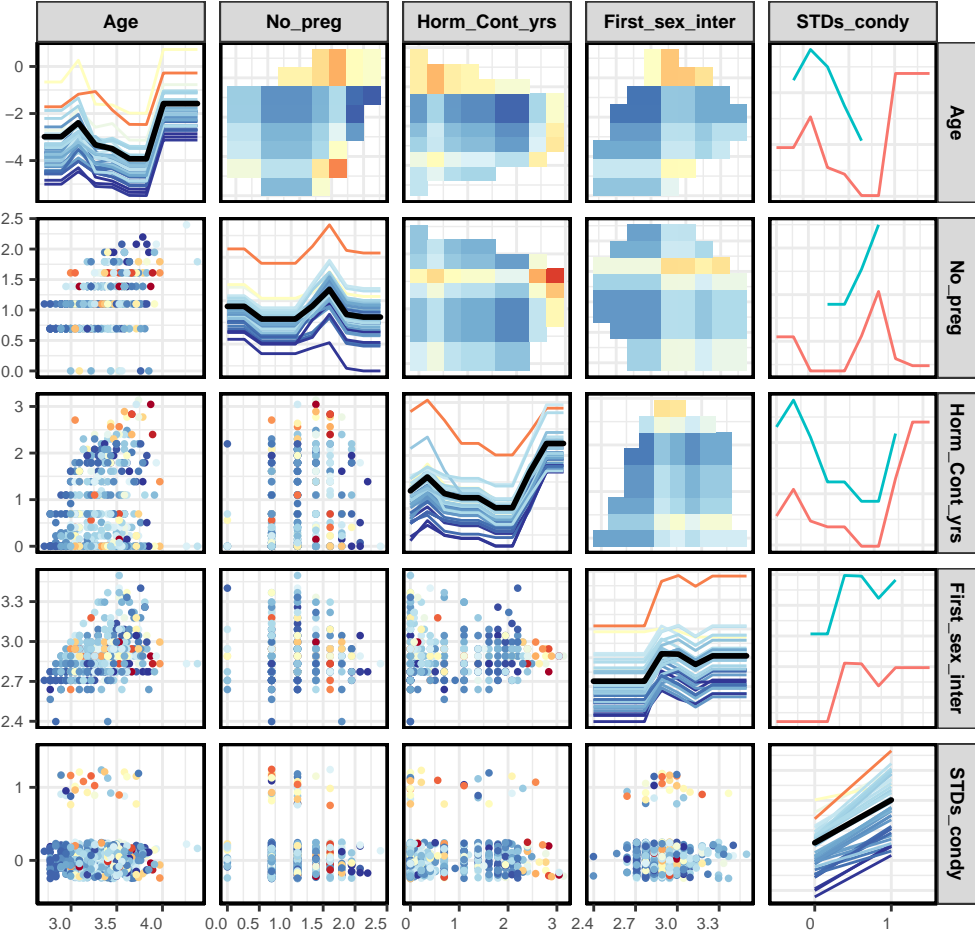 Age No_preg Horm_Cont_yrs First_sex_inter STDs_condy
0
−2
−4
Age
2.5
2.0
1.5
1.0
0.5
0.0
No_preg
3
2
1
0
Horm_Cont_yrs
3.3
3.0
2.7
2.4
First_sex_inter
1
0
STDs_condy
3.0 3.5 4.0 0.0 0.5 1.0 1.5 2.0 2.5 0 1 2 3 2.4 2.7 3.0 3.3 0 1